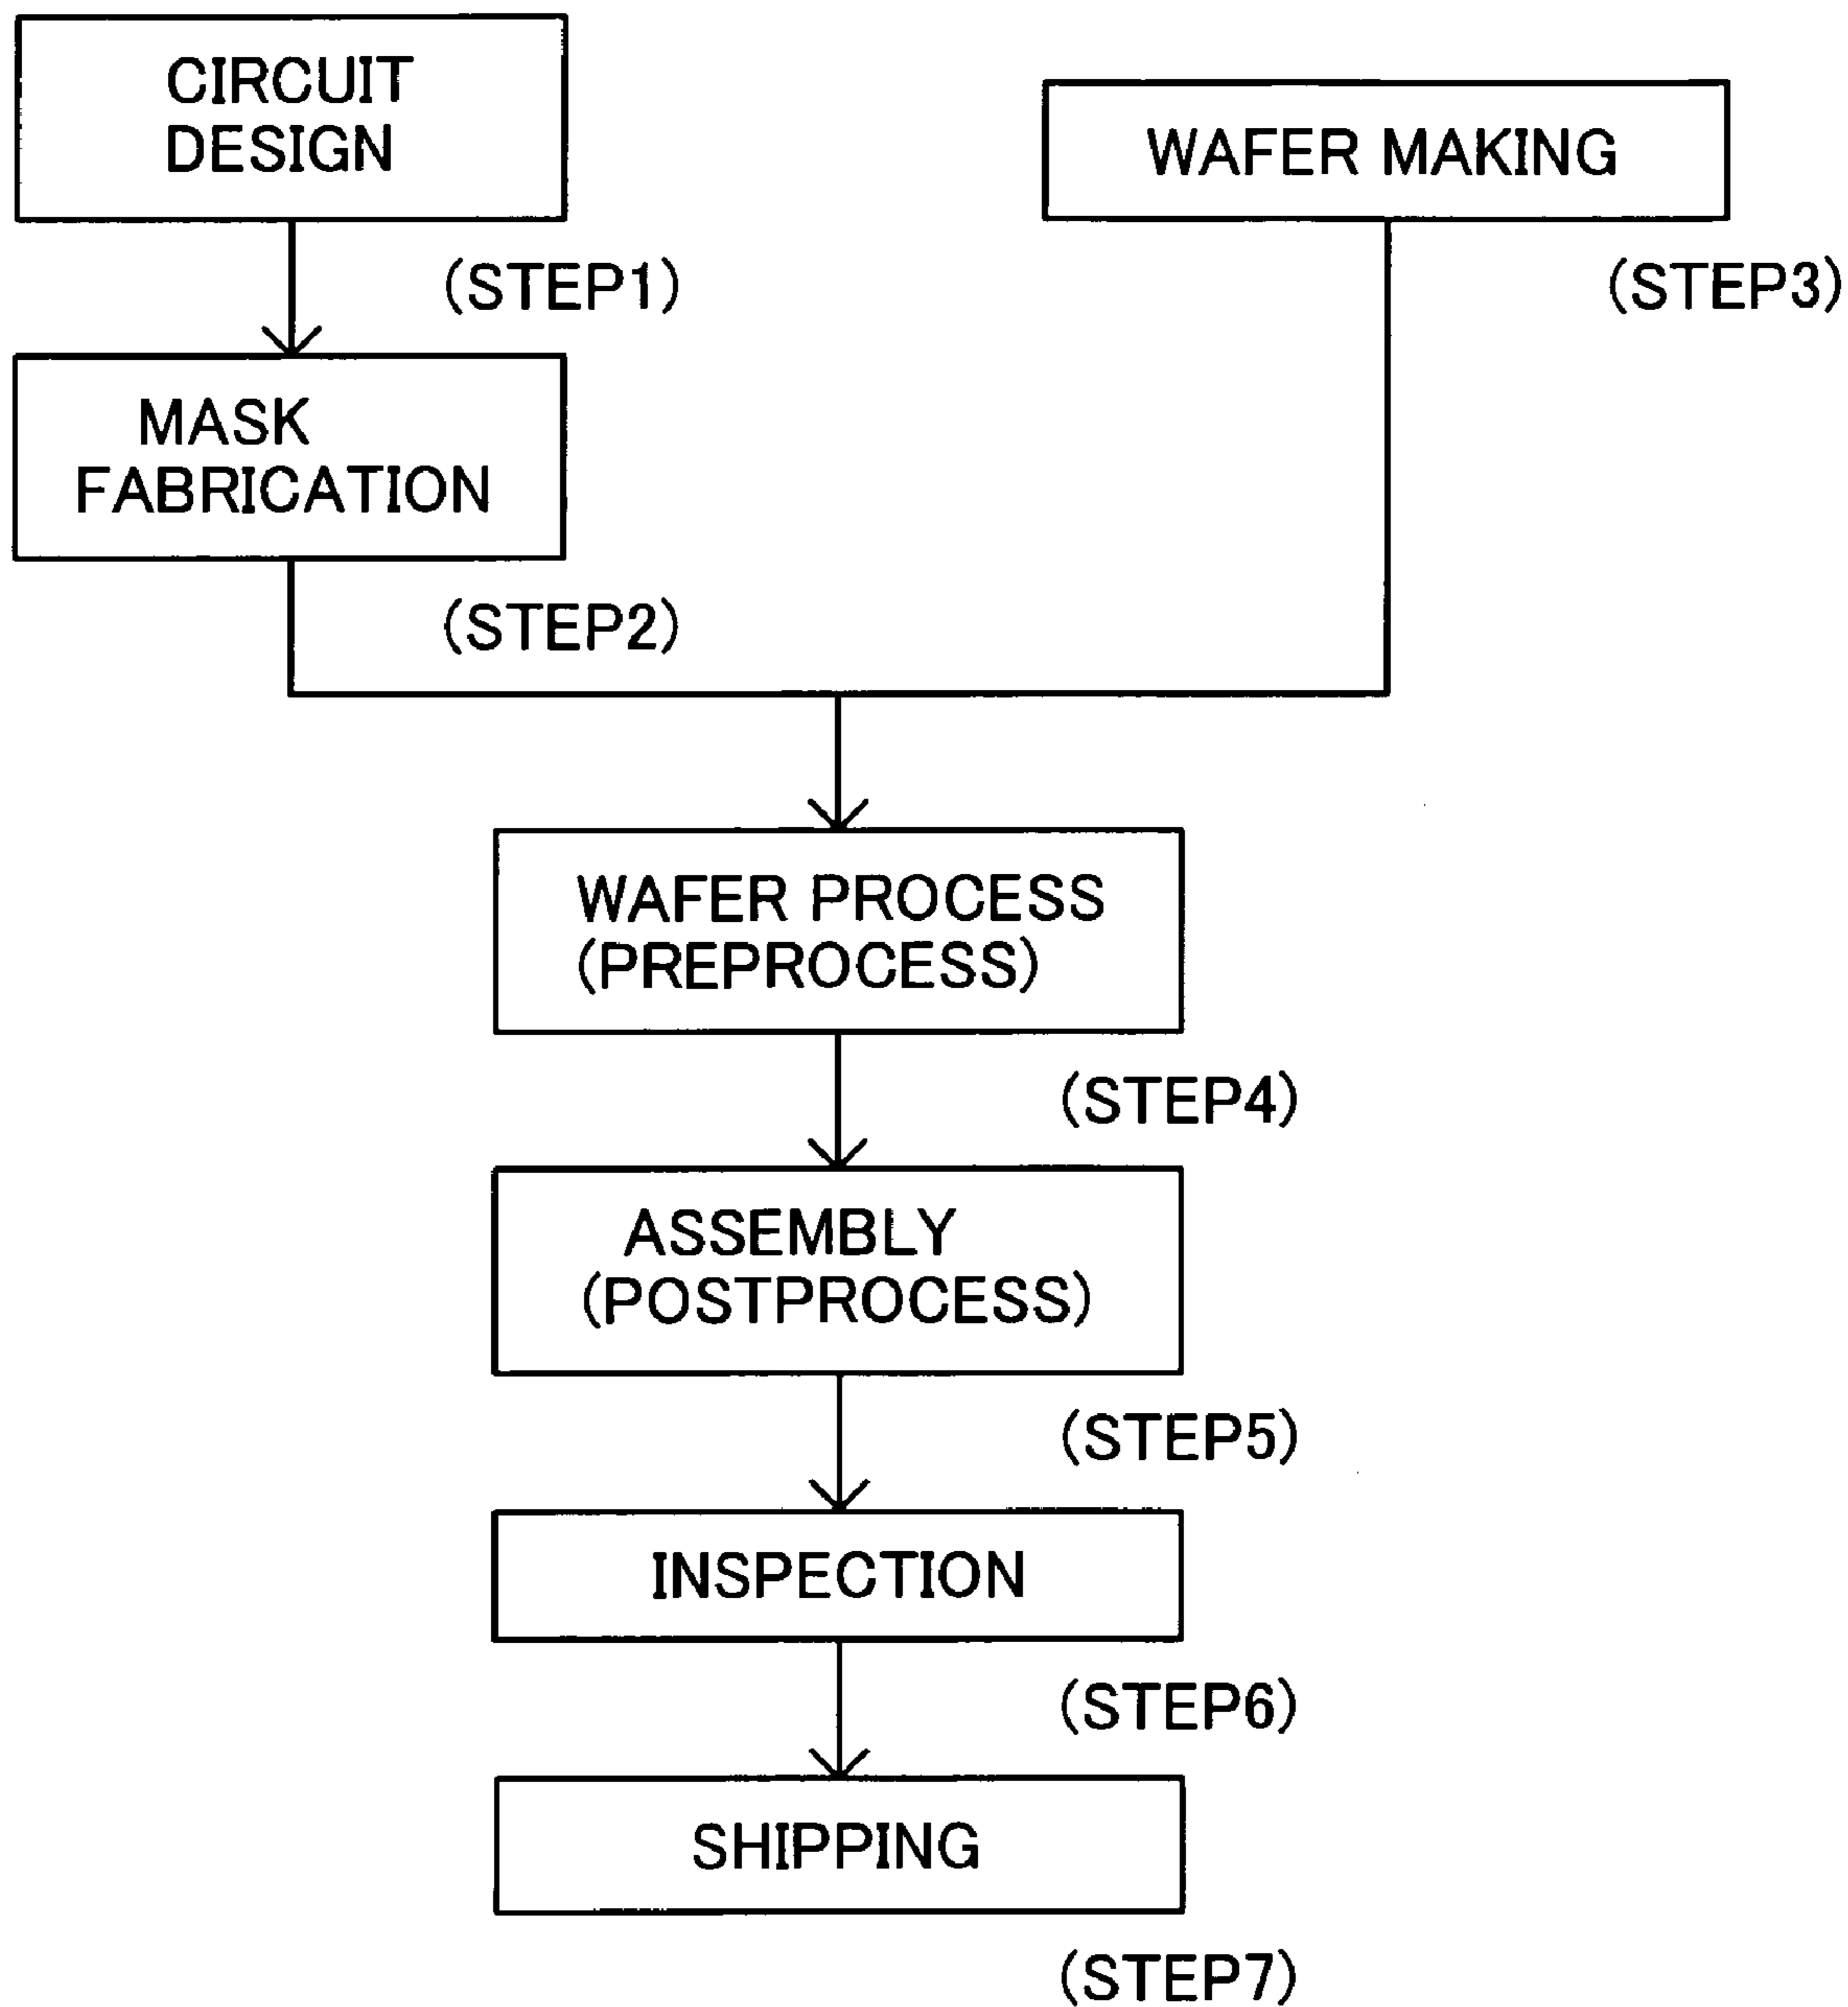 CIRCUIT
DESIGN
(STEP1)
MASK
FABRICATION
(STEP2)
WAFER MAKING
(STEP3)
WAFER PROCESS
(PREPROCESS)
(STEP4)
ASSEMBLY
(POSTPROCESS)
(STEP5)
INSPECTION
(STEP6)
SHIPPING
(STEP7)